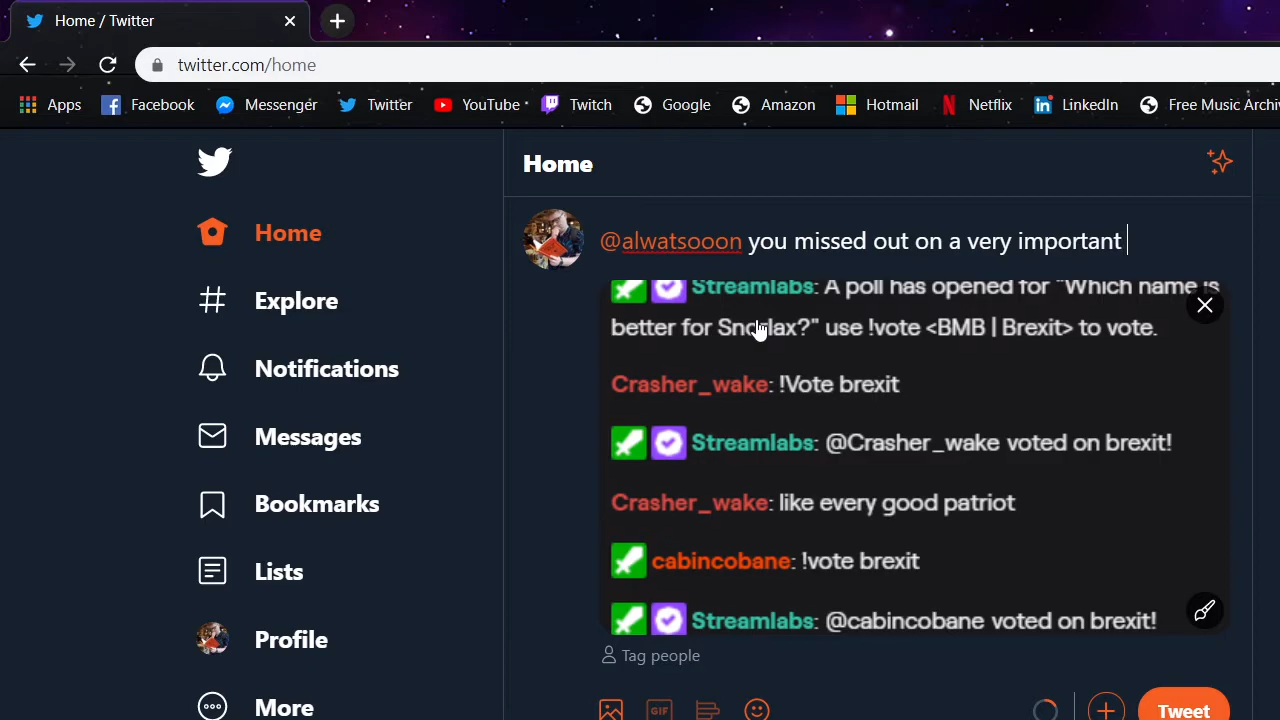 Home / Twitter
twitter.com/home
Apps Facebook Messenger Twitter YouTube Twitch Google Amazon Hotmail Netflix LinkedIn Free Music Archi
Home
Home
@alwatsooon you missed out on a very important
Explore
Streamlabs: A poll has opened for "Which name is
better for Snorlax?" use !vote <BMB | Brexit> to vote.
Notifications
Crasher_wake: !Vote brexit
Messages
Streamlabs: @Crasher_wake voted on brexit!
Bookmarks
Crasher_wake: like every good patriot
Lists
cabincobane: !vote brexit
Streamlabs: @cabincobane voted on brexit!
Profile
Tag people
More
GIF
Tweet